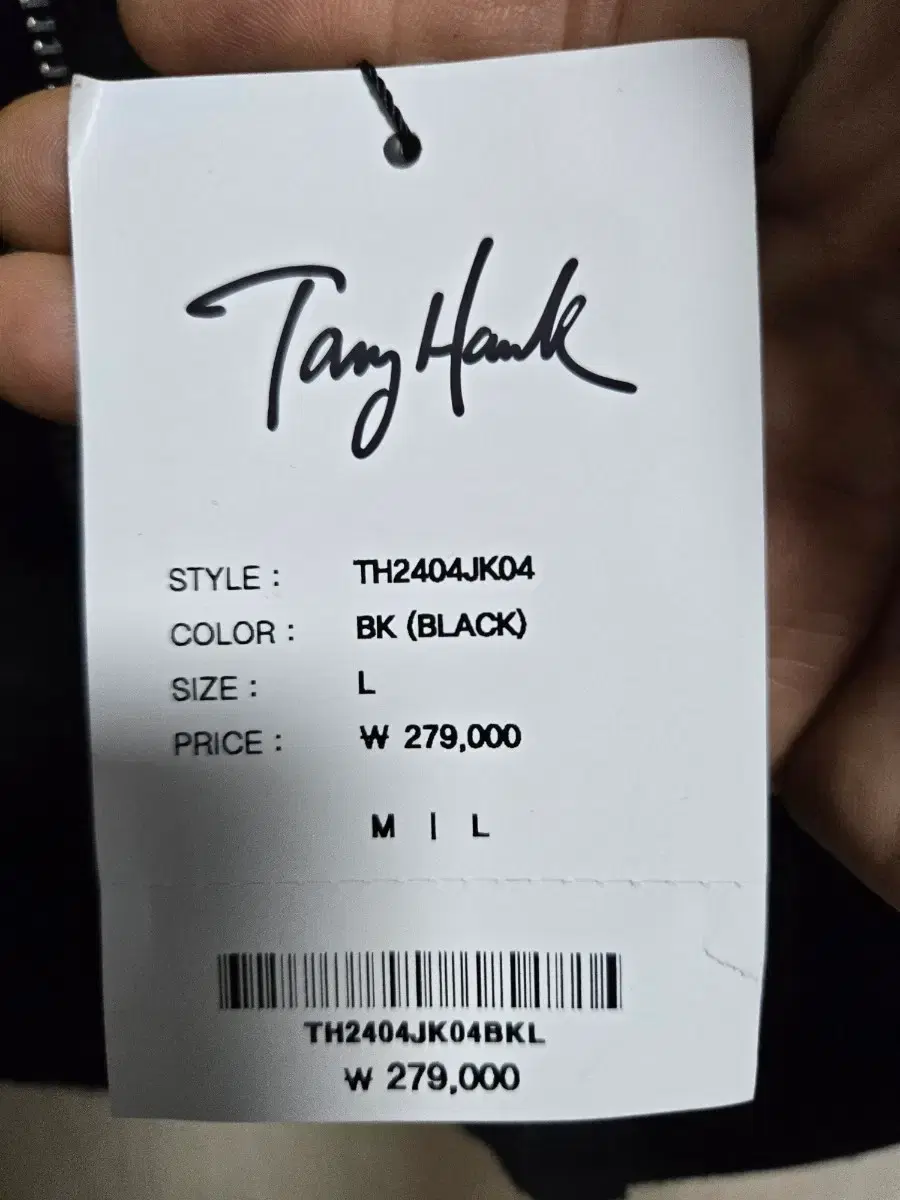 Tony Hawk
STYLE : TH2404JK04
COLOR : BK (BLACK)
SIZE : L
PRICE : ₩ 279,000
M | L
TH2404JK04BKL
₩ 279,000